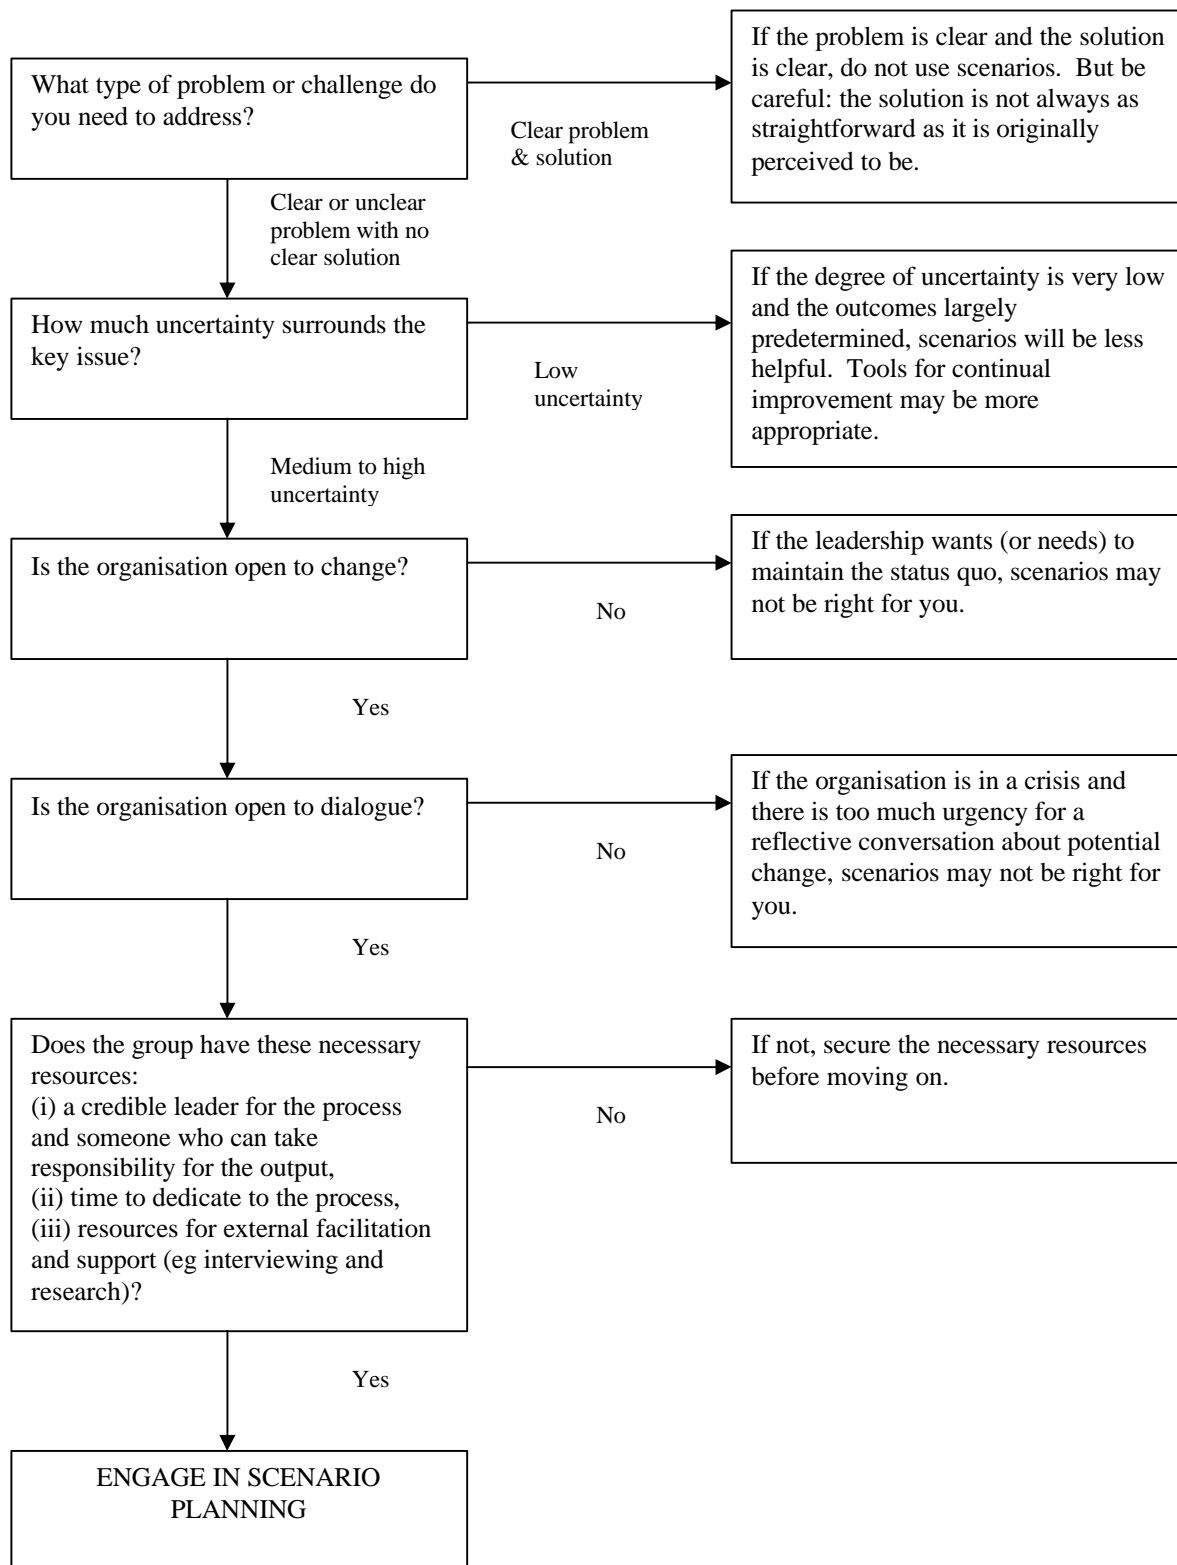 What type of problem or challenge do
you need to address?
Clear problem
& solution
If the problem is clear and the solution
is clear, do not use scenarios.  But be
careful: the solution is not always as
straightforward as it is originally
perceived to be.
Clear or unclear
problem with no
clear solution
How much uncertainty surrounds the
key issue?
Low
uncertainty
If the degree of uncertainty is very low
and the outcomes largely
predetermined, scenarios will be less
helpful.  Tools for continual
improvement may be more
appropriate.
Medium to high
uncertainty
Is the organisation open to change?
No
If the leadership wants (or needs) to
maintain the status quo, scenarios may
not be right for you.
Yes
Is the organisation open to dialogue?
No
If the organisation is in a crisis and
there is too much urgency for a
reflective conversation about potential
change, scenarios may not be right for
you.
Yes
Does the group have these necessary
resources:
(i) a credible leader for the process
and someone who can take
responsibility for the output,
(ii) time to dedicate to the process,
(iii) resources for external facilitation
and support (eg interviewing and
research)?
No
If not, secure the necessary resources
before moving on.
Yes
ENGAGE IN SCENARIO
PLANNING